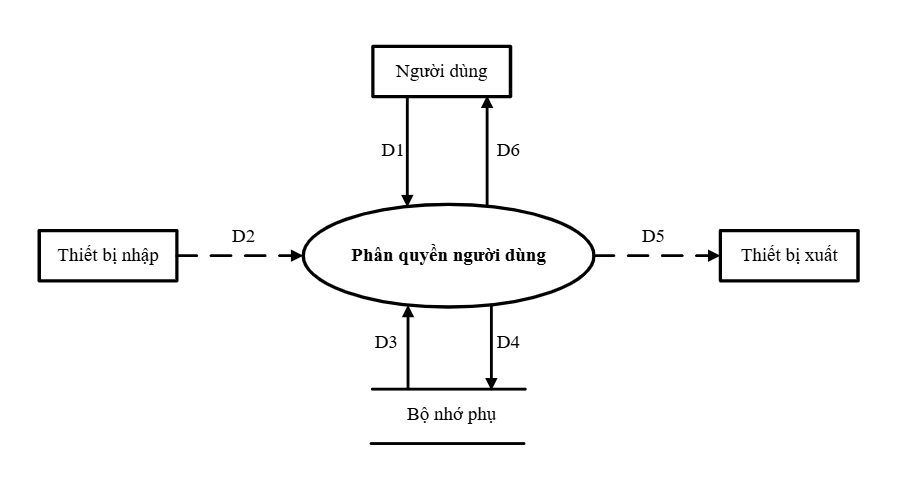 Người dùng
D1
D6
Thiết bị nhập
D2
Phân quyền người dùng
D5
Thiết bị xuất
D3
D4
Bộ nhớ phụ